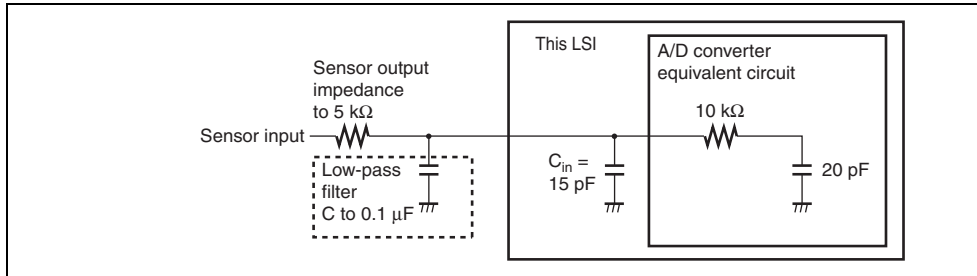 This LSI
A/D converter
equivalent circuit
Sensor output
impedance
to 5 kΩ
10 kΩ
Sensor input
Low-pass
filter
C to 0.1 μF
Cin =
15 pF
20 pF